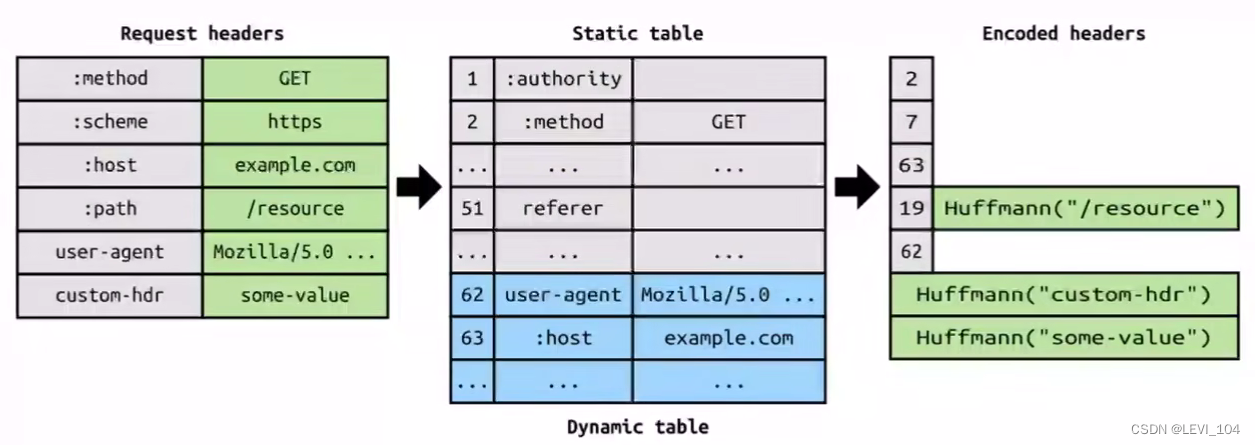 Request headers
:method GET
:scheme https
:host example.com
:path /resource
user-agent Mozilla/5.0 ...
custom-hdr some-value
Static table
1 :authority
2 :method GET
... ... ...
51 referer
... ... ...
62 user-agent Mozilla/5.0 ...
63 :host example.com
... ... ...
Dynamic table
Encoded headers
2
7
63
19 Huffmann("/resource")
62
Huffmann("custom-hdr")
Huffmann("some-value")
CSDN @LEVI_104